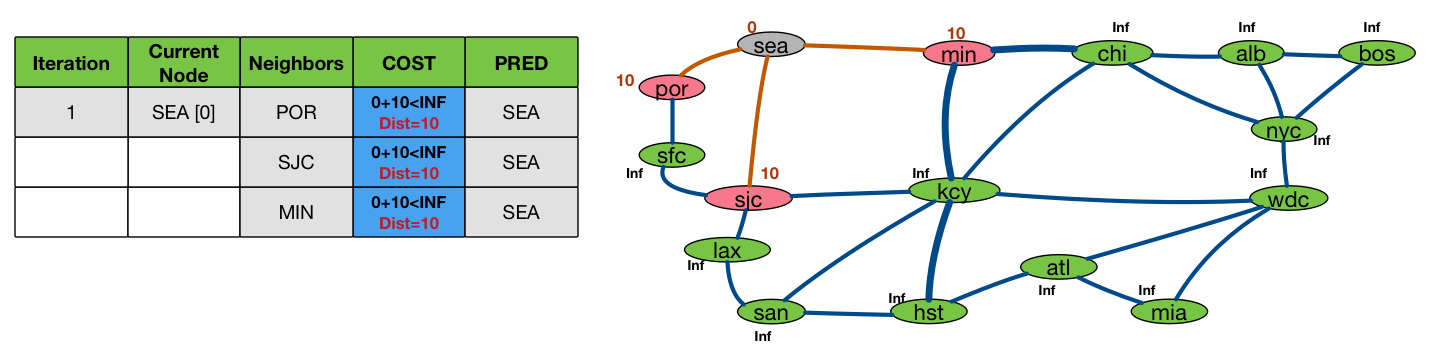 Iteration Current Node Neighbors COST PRED
1 SEA [0] POR 0+10<INF Dist=10 SEA
SJC 0+10<INF Dist=10 SEA
MIN 0+10<INF Dist=10 SEA
0
sea
10
min
Inf
chi
Inf
alb
Inf
bos
10
por
nyc
Inf
sfc
Inf
10
sjc
Inf
kcy
Inf
wdc
lax
Inf
atl
Inf
san
Inf
Inf
hst
Inf
mia